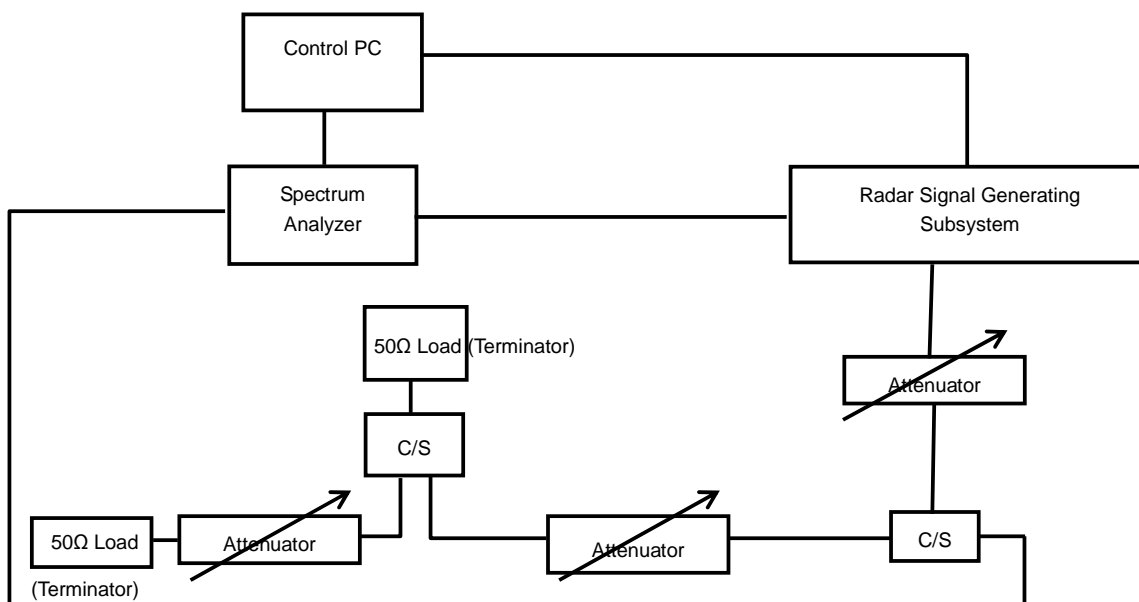 Control PC
Spectrum
Analyzer
Radar Signal Generating
Subsystem
50Ω Load (Terminator)
Attenuator
C/S
50Ω Load
(Terminator)
Attenuator
Attenuator
C/S